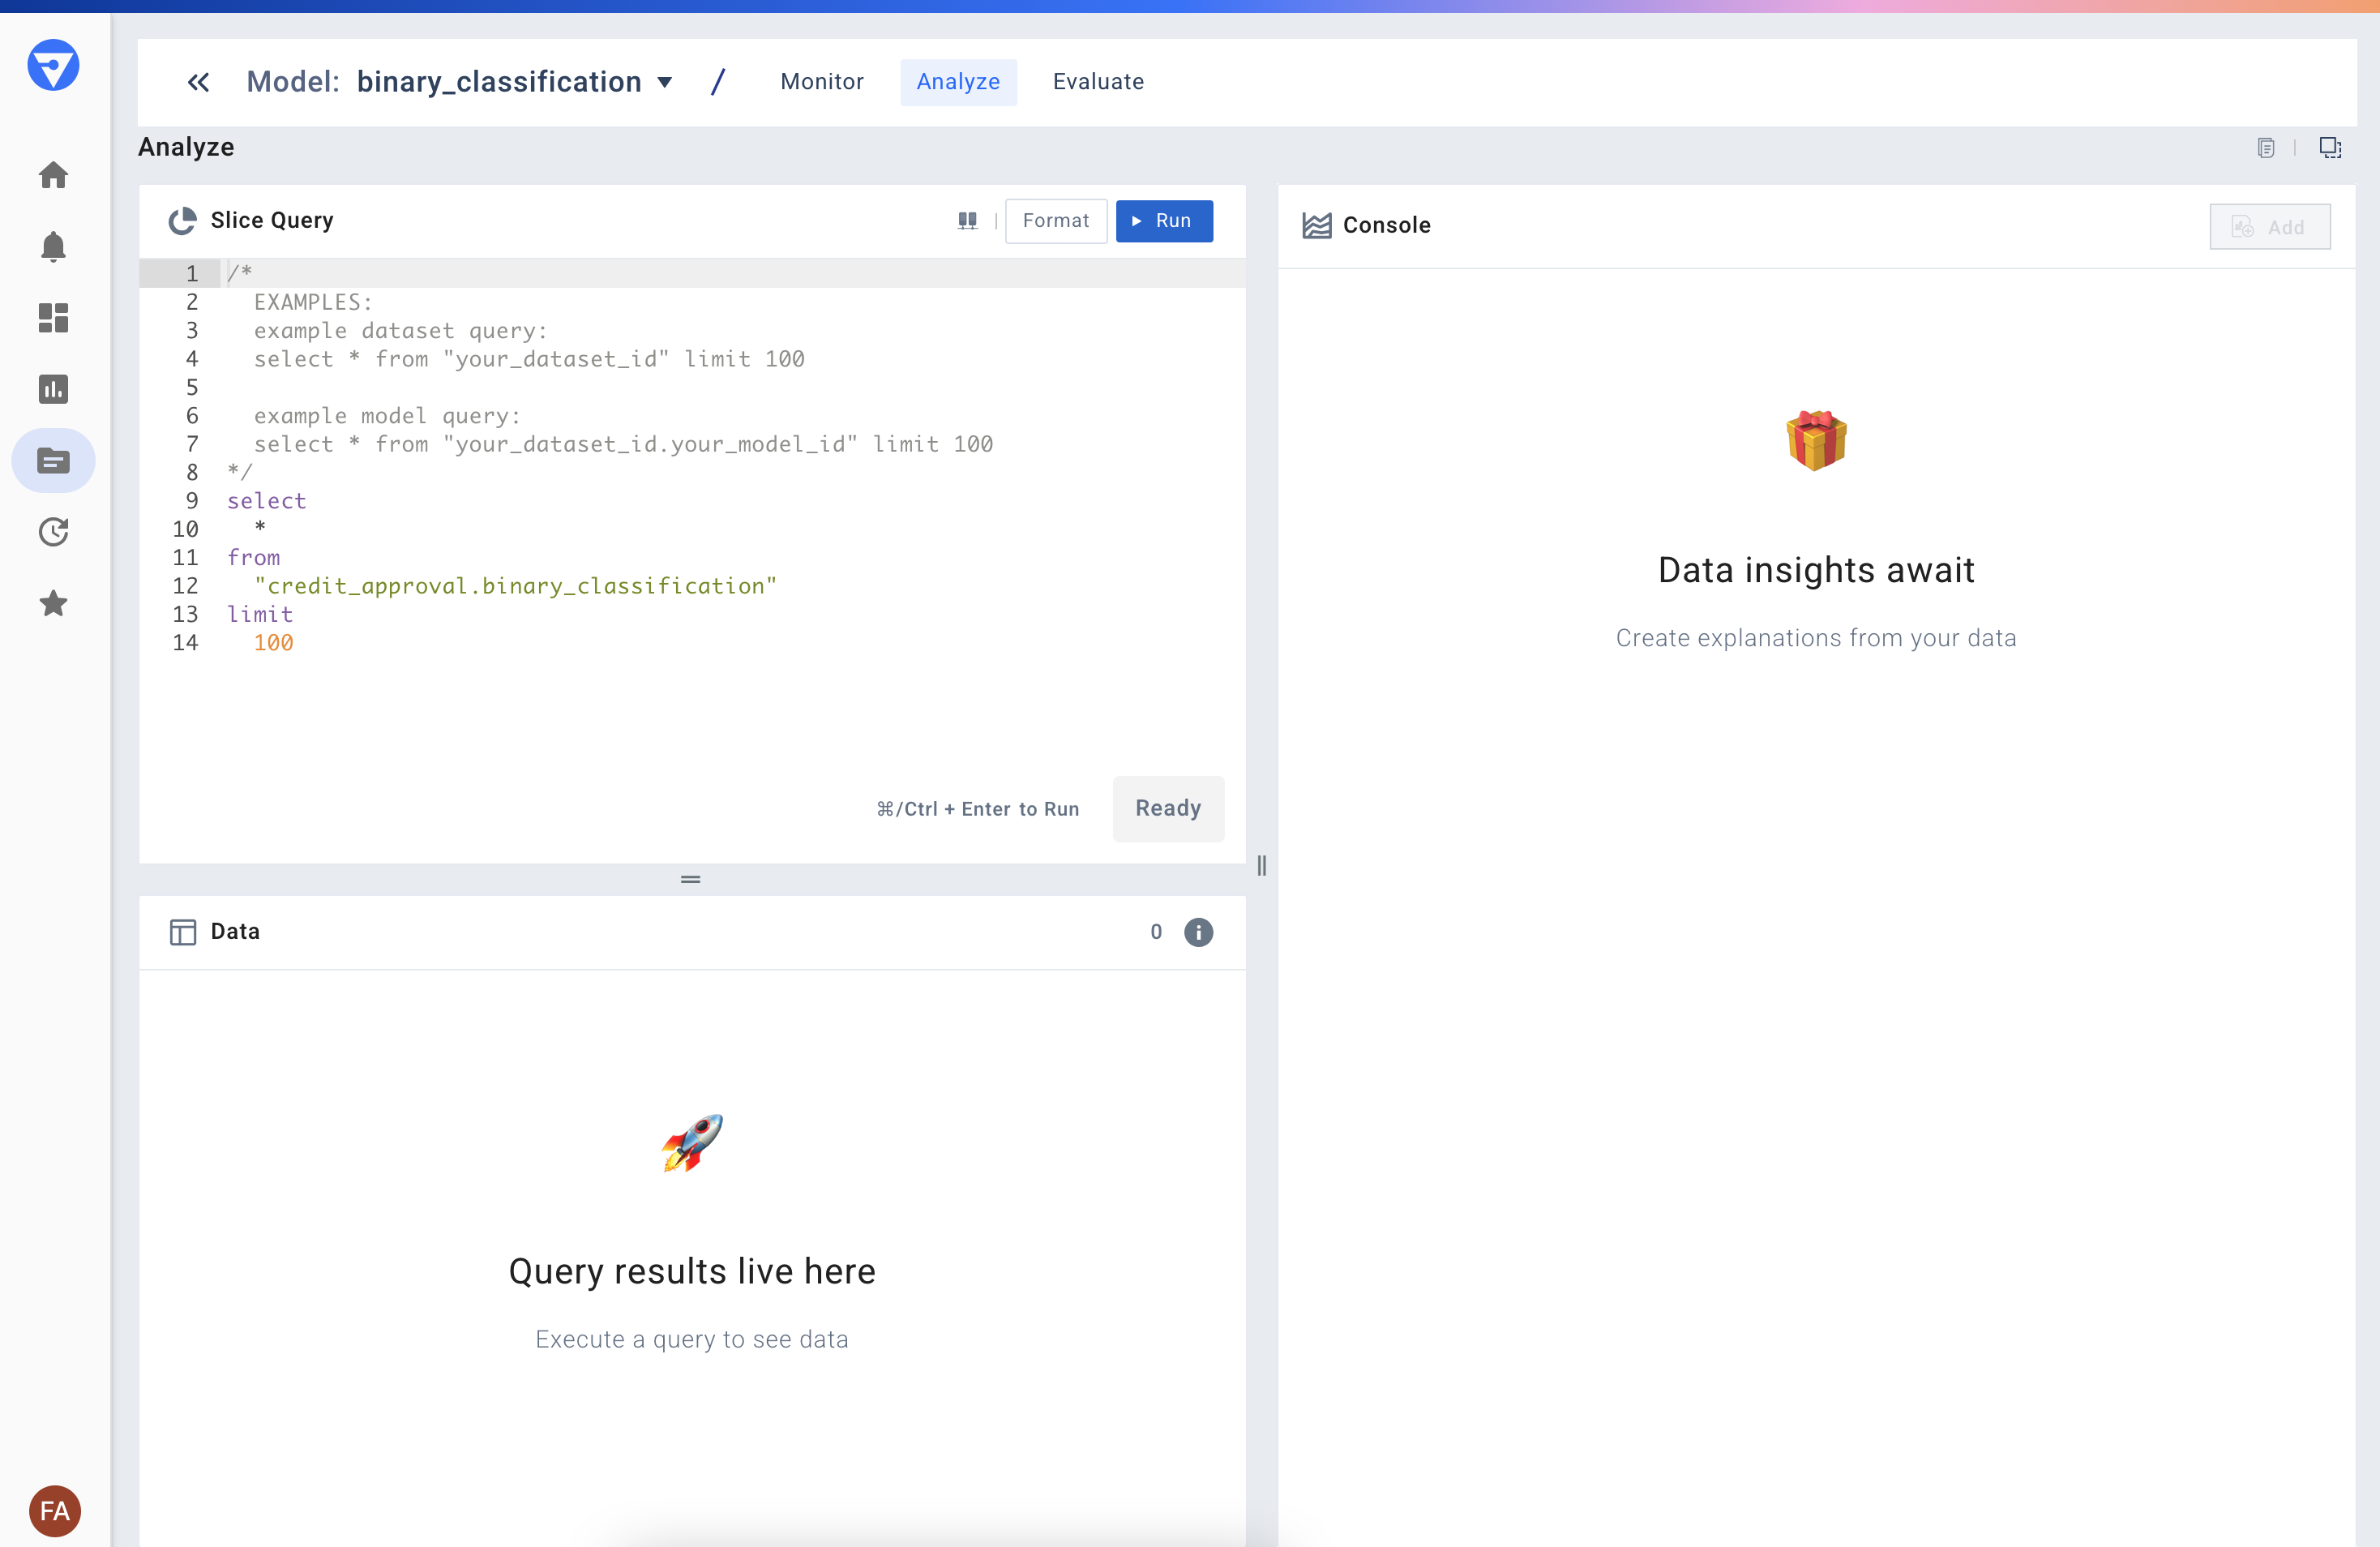 Model: binary_classification / Monitor Analyze Evaluate
Analyze
Slice Query
Format
Run
1 /*
2 EXAMPLES:
3 example dataset query:
4 select * from "your_dataset_id" limit 100
5
6 example model query:
7 select * from "your_dataset_id.your_model_id" limit 100
8 */
9 select
10 *
11 from
12 "credit_approval.binary_classification"
13 limit
14 100
⌘/Ctrl + Enter to Run
Ready
Data
0
Query results live here
Execute a query to see data
Console
Add
Data insights await
Create explanations from your data
FA